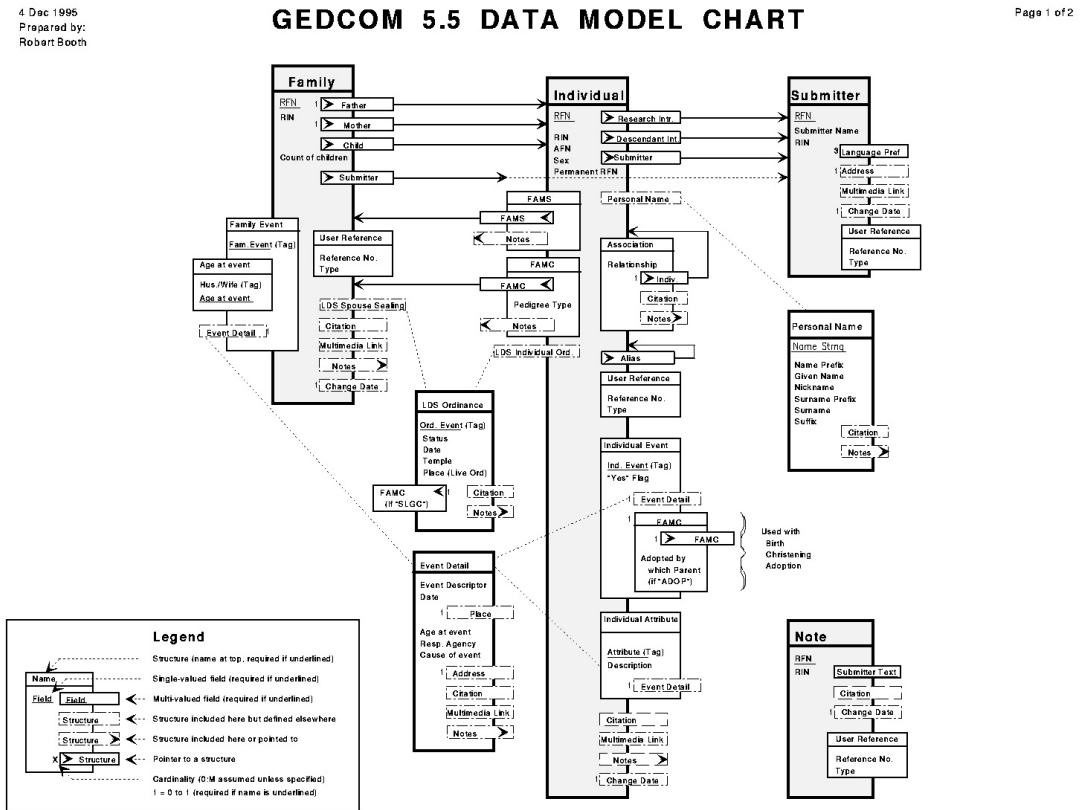 4 Dec 1995
Prepared by:
Robert Booth
GEDCOM 5.5 DATA MODEL CHART
Page 1 of 2
Family
RFN
RIN
1 Father
1 Mother
Child
Count of children
Submitter
Family Event
Fam. Event (Tag)
Age at event
Hus./Wife (Tag)
Age at event
Event Detail 1
User Reference
Reference No.
Type
LDS Spouse Sealing
Citation
Multimedia Link
Notes
1 Change Date
FAMS
FAMS
Notes
FAMC
FAMC
Pedigree Type
Notes
LDS Individual Ord.
LDS Ordinance
Ord. Event (Tag)
Status
Date
Temple
Place (Live Ord)
FAMC 1
(if "SLGC")
Citation
Notes
Event Detail
Event Descriptor
Date
1 Place
Age at event
Resp. Agency
Cause of event
1 Address
Citation
Multimedia Link
Notes
Individual
RFN
RIN
AFN
Sex
Permanent RFN
Research Intr.
Descendant Int
Submitter
Personal Name
Association
Relationship
1 Indiv.
Citation
Notes
Alias
User Reference
Reference No.
Type
Individual Event
Ind. Event (Tag)
"Yes" Flag
1 Event Detail
1 FAMC
1 FAMC
Adopted by
which Parent
(if "ADOP")
Used with
Birth
Christening
Adoption
Individual Attribute
Attribute (Tag)
Description
1 Event Detail
Citation
Multimedia Link
Notes
1 Change Date
Submitter
RFN
Submitter Name
RIN
3 Language Pref
1 Address
Multimedia Link
1 Change Date
User Reference
Reference No.
Type
Personal Name
Name Strng
Name Prefix
Given Name
Nickname
Surname Prefix
Surname
Suffix
Citation
Notes
Note
RFN
RIN
Submitter Text
Citation
1 Change Date
User Reference
Reference No.
Type
Legend
Name
Field
Field
Structure
Structure
X Structure
Structure (name at top, required if underlined)
Single-valued field (required if underlined)
Multi-valued field (required if underlined)
Structure included here but defined elsewhere
Structure included here or pointed to
Pointer to a structure
Cardinality (0:M assumed unless specified)
1 = 0 to 1 (required if name is underlined)